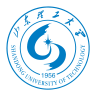 山东理工大学
1956
SHANDONG UNIVERSITY OF TECHNOLOGY